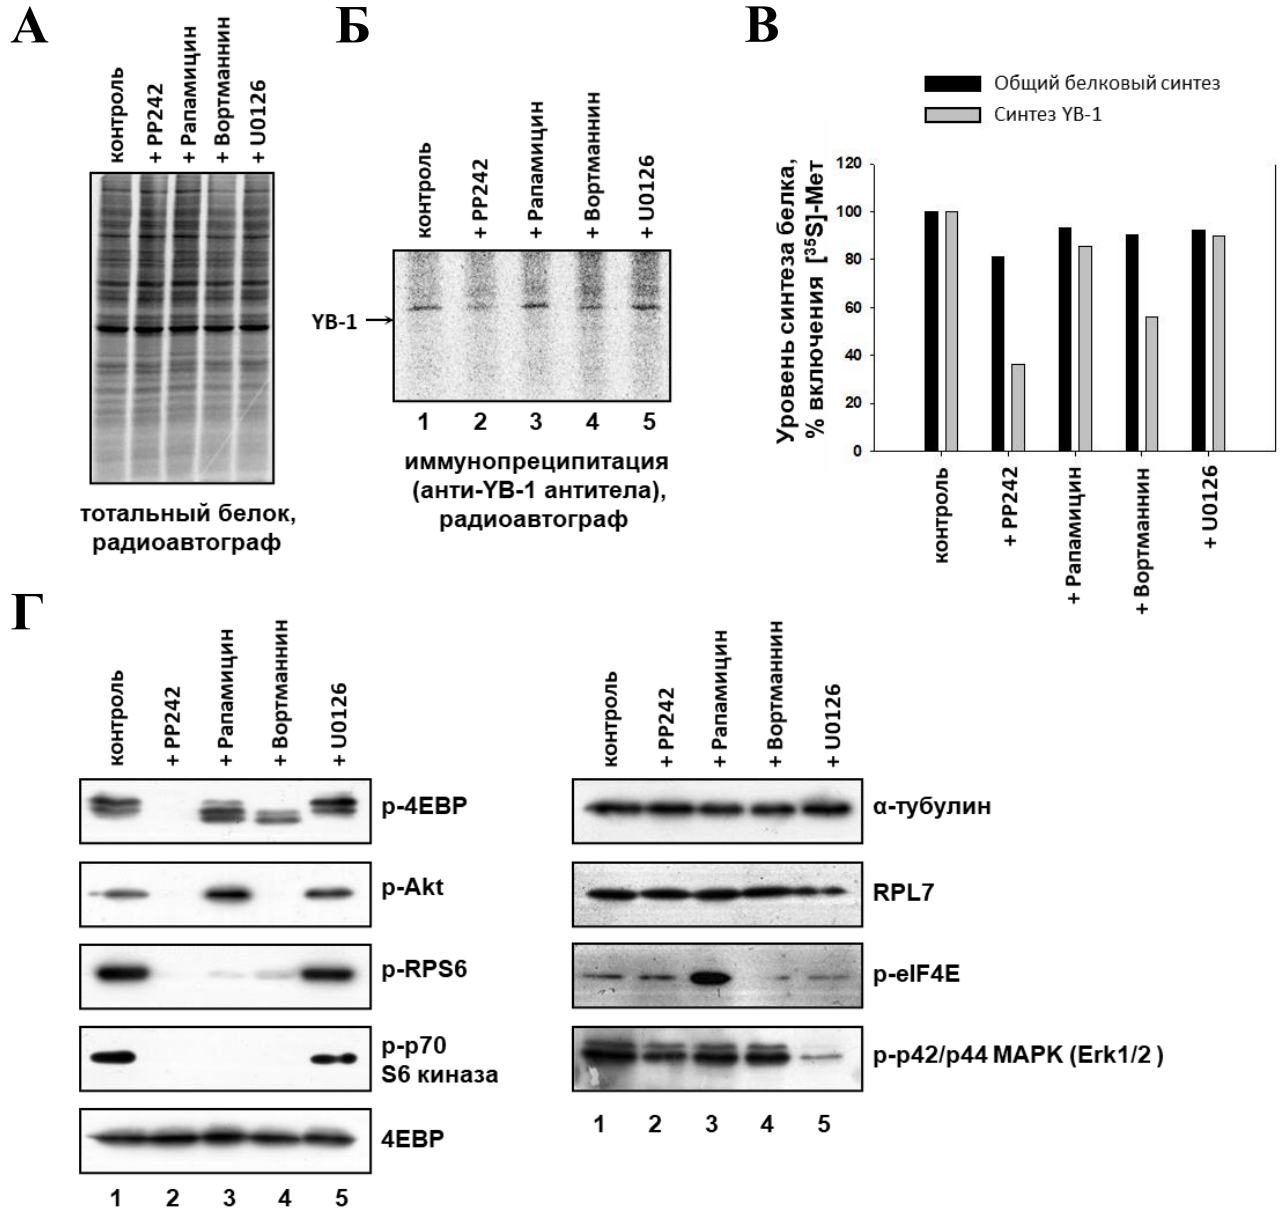 А
контроль
+ PP242
+ Рапамицин
+ Вортманнин
+ U0126
тотальный белок,
радиоавтограф
Б
контроль
+ PP242
+ Рапамицин
+ Вортманнин
+ U0126
YB-1
1 2 3 4 5
иммунопреципитация
(анти-YB-1 антитела),
радиоавтограф
В
Общий белковый синтез
Синтез YB-1
Уровень синтеза белка,
% включения [³⁵S]-Мет
120
100
80
60
40
20
0
контроль
+ PP242
+ Рапамицин
+ Вортманнин
+ U0126
Г
контроль
+ PP242
+ Рапамицин
+ Вортманнин
+ U0126
p-4EBP
p-Akt
p-RPS6
p-p70
S6 киназа
4EBP
1 2 3 4 5
контроль
+ PP242
+ Рапамицин
+ Вортманнин
+ U0126
α-тубулин
RPL7
p-eIF4E
p-p42/p44 MAPK (Erk1/2 )
1 2 3 4 5